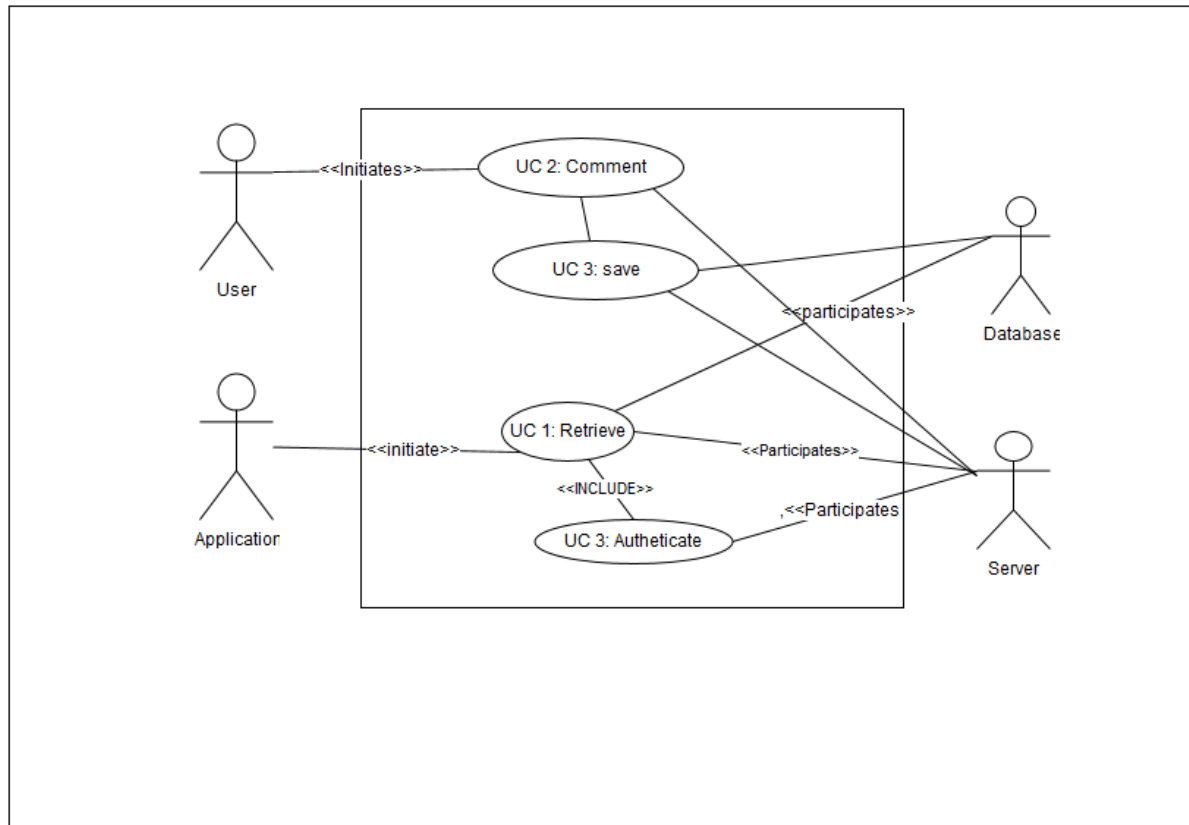 UC 2: Comment
<<Initiates>>
UC 3: save
User
<<participates>>
Database
UC 1: Retrieve
<<initiate>>
<<Participates>>
<<INCLUDE>>
,<<Participates
Application
UC 3: Autheticate
Server